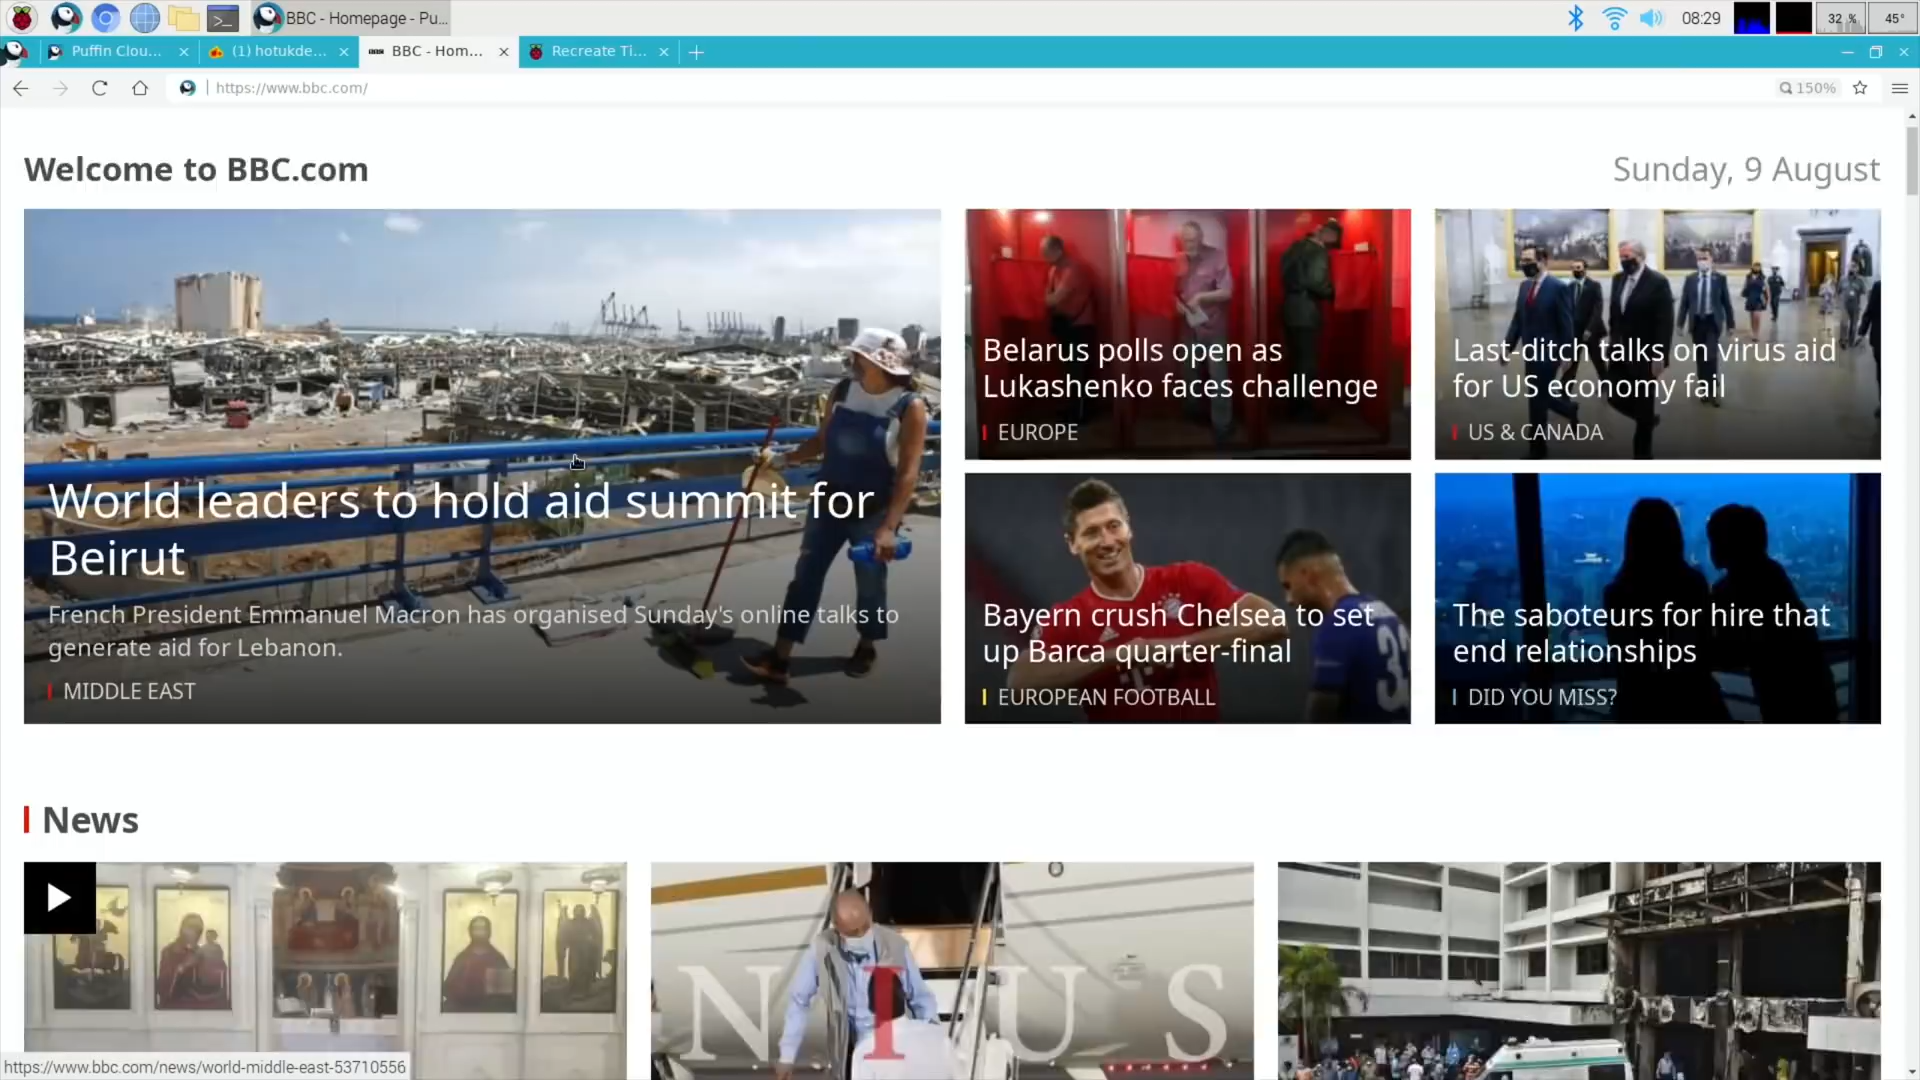 BBC - Homepage - Pu...
08:29
32 %
45°
Puffin Clou...
(1) hotukde...
BBC - Hom...
Recreate Ti...
https://www.bbc.com/
150%
Welcome to BBC.com
Sunday, 9 August
World leaders to hold aid summit for
Beirut
French President Emmanuel Macron has organised Sunday's online talks to
generate aid for Lebanon.
MIDDLE EAST
Belarus polls open as
Lukashenko faces challenge
EUROPE
Last-ditch talks on virus aid
for US economy fail
US & CANADA
Bayern crush Chelsea to set
up Barca quarter-final
EUROPEAN FOOTBALL
The saboteurs for hire that
end relationships
DID YOU MISS?
News
N I U S
https://www.bbc.com/news/world-middle-east-53710556